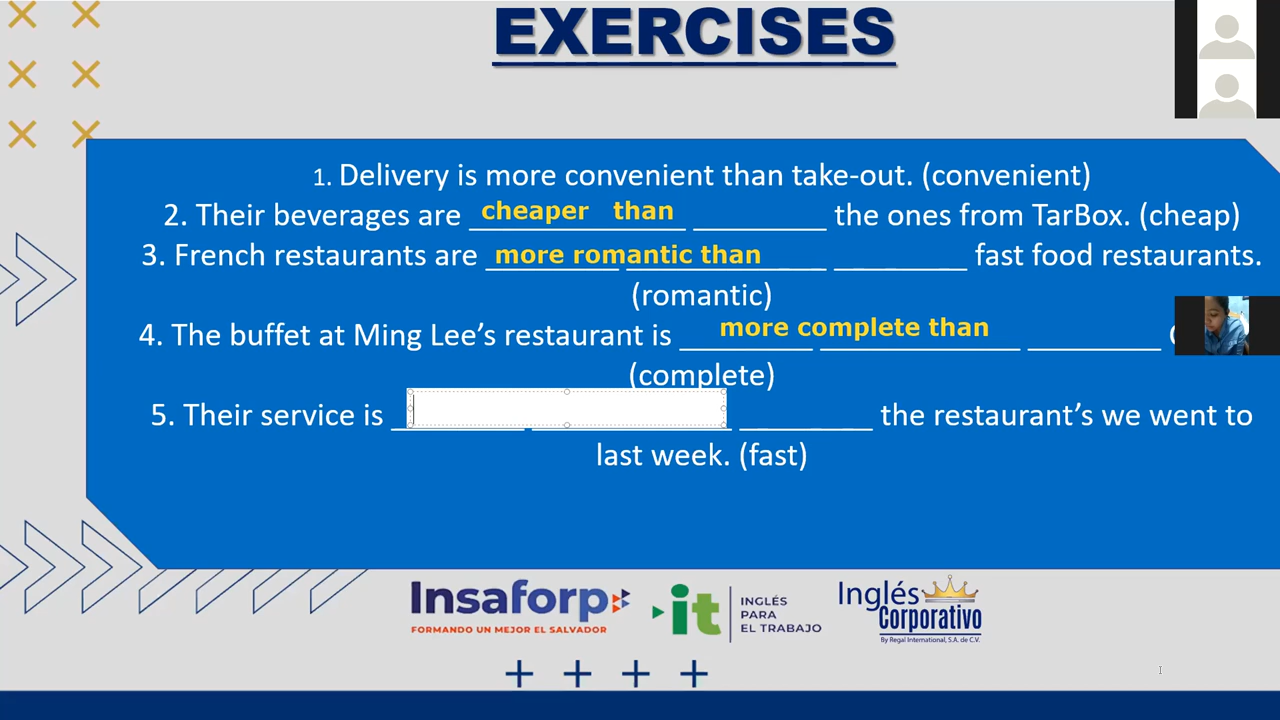 EXERCISES
1. Delivery is more convenient than take-out. (convenient)
2. Their beverages are cheaper than the ones from TarBox. (cheap)
3. French restaurants are more romantic than fast food restaurants.
(romantic)
4. The buffet at Ming Lee’s restaurant is more complete than
(complete)
5. Their service is ________ the restaurant’s we went to
last week. (fast)
Insaforp
FORMANDO UN MEJOR EL SALVADOR
it
INGLÉS
PARA
EL TRABAJO
Inglés
Corporativo
By Regal International, S.A. de C.V.